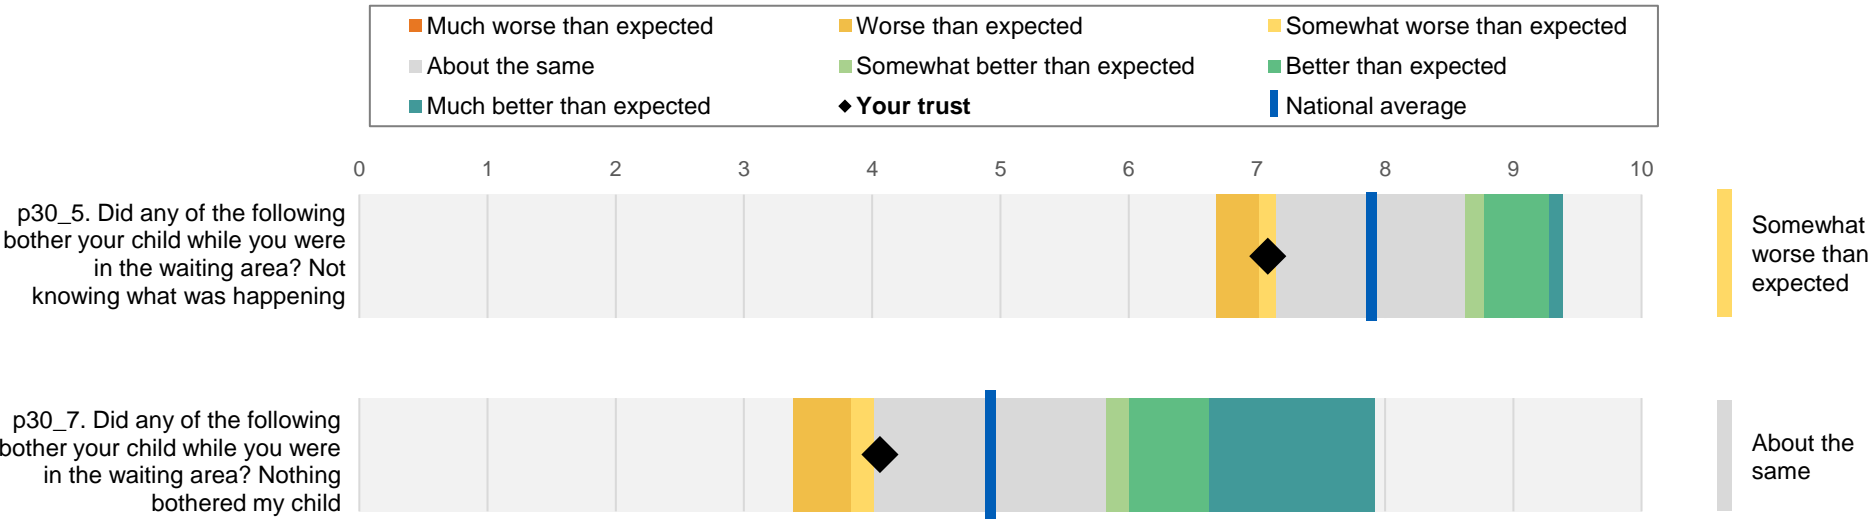 Much worse than expected
Worse than expected
Somewhat worse than expected
About the same
Somewhat better than expected
Better than expected
Much better than expected
Your trust
National average
0 1 2 3 4 5 6 7 8 9 10
p30_5. Did any of the following
bother your child while you were
in the waiting area? Not
knowing what was happening
Somewhat
worse than
expected
p30_7. Did any of the following
bother your child while you were
in the waiting area? Nothing
bothered my child
About the
same